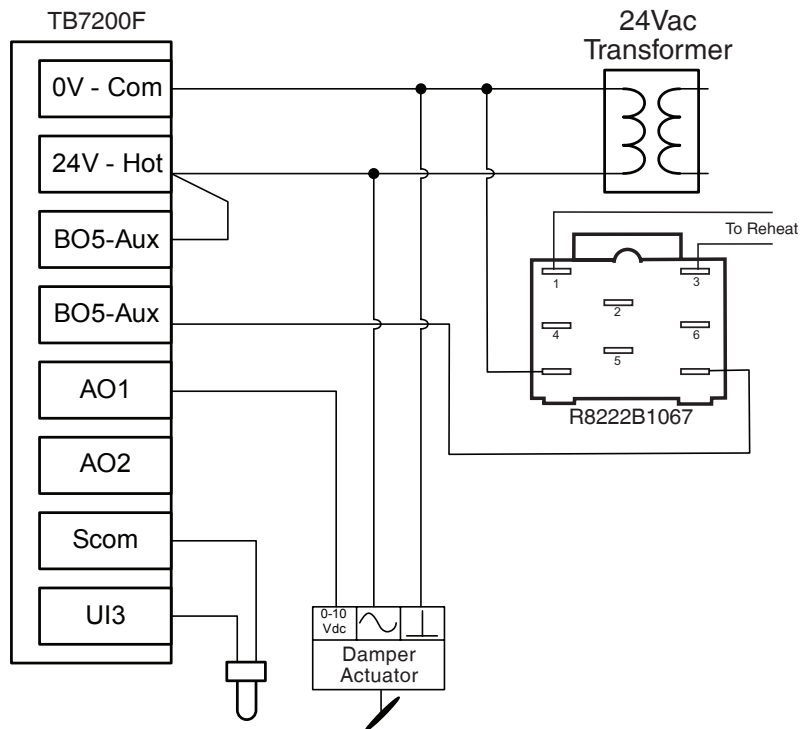 TB7200F
24Vac
Transformer
0V - Com
24V - Hot
BO5-Aux
BO5-Aux
AO1
AO2
Scom
UI3
To Reheat
1
3
2
4
6
5
R8222B1067
0-10
Vdc
Damper
Actuator